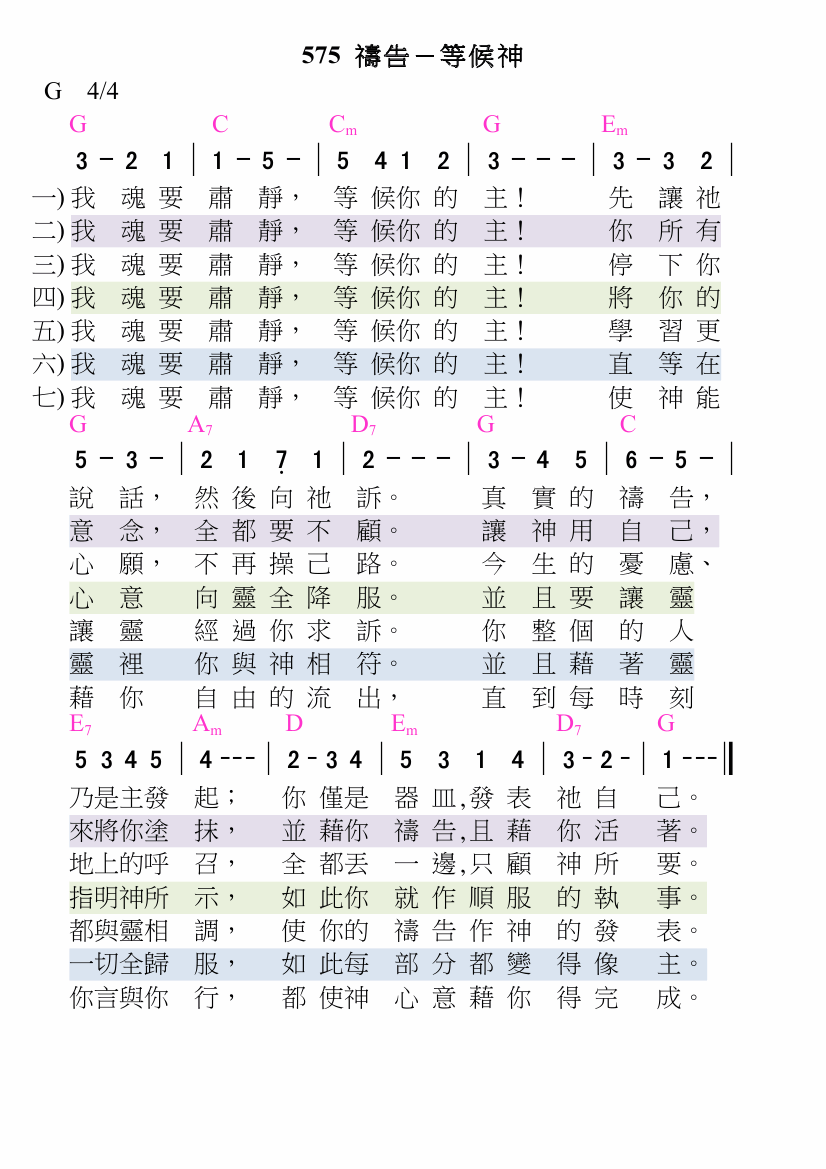 575 禱告－等候神
G 4/4
G C Cm G Em
3 - 2 1 | 1 - 5 - | 5 4 1 2 | 3 - - - | 3 - 3 2 |
一) 我 魂 要 肅 靜， 等 候你 的 主！ 先 讓 祂
二) 我 魂 要 肅 靜， 等 候你 的 主！ 你 所 有
三) 我 魂 要 肅 靜， 等 候你 的 主！ 停 下 你
四) 我 魂 要 肅 靜， 等 候你 的 主！ 將 你 的
五) 我 魂 要 肅 靜， 等 候你 的 主！ 學 習 更
六) 我 魂 要 肅 靜， 等 候你 的 主！ 直 等 在
七) 我 魂 要 肅 靜， 等 候你 的 主！ 使 神 能
G A7 D7 G C
5 - 3 - | 2 1 7̣ 1 | 2 - - - | 3 - 4 5 | 6 - 5 - |
說 話， 然 後 向 祂 訴。 真 實 的 禱 告，
意 念， 全 都 要 不 顧。 讓 神 用 自 己，
心 願， 不 再 操 己 路。 今 生 的 憂 慮、
心 意 向 靈 全 降 服。 並 且 要 讓 靈
讓 靈 經 過 你 求 訴。 你 整 個 的 人
靈 裡 你 與 神 相 符。 並 且 藉 著 靈
藉 你 自 由 的 流 出， 直 到 每 時 刻
E7 Am D Em D7 G
5 3 4 5 | 4 - - - | 2 - 3 4 | 5 3 1 4 | 3 - 2 - | 1 - - - ‖
乃是主發 起； 你 僅是 器 皿,發 表 祂 自 己。
來將你塗 抹， 並 藉你 禱 告,且 藉 你 活 著。
地上的呼 召， 全 都丟 一 邊,只 顧 神 所 要。
指明神所 示， 如 此你 就 作 順 服 的 執 事。
都與靈相 調， 使 你的 禱 告 作 神 的 發 表。
一切全歸 服， 如 此每 部 分 都 變 得 像 主。
你言與你 行， 都 使神 心 意 藉 你 得 完 成。